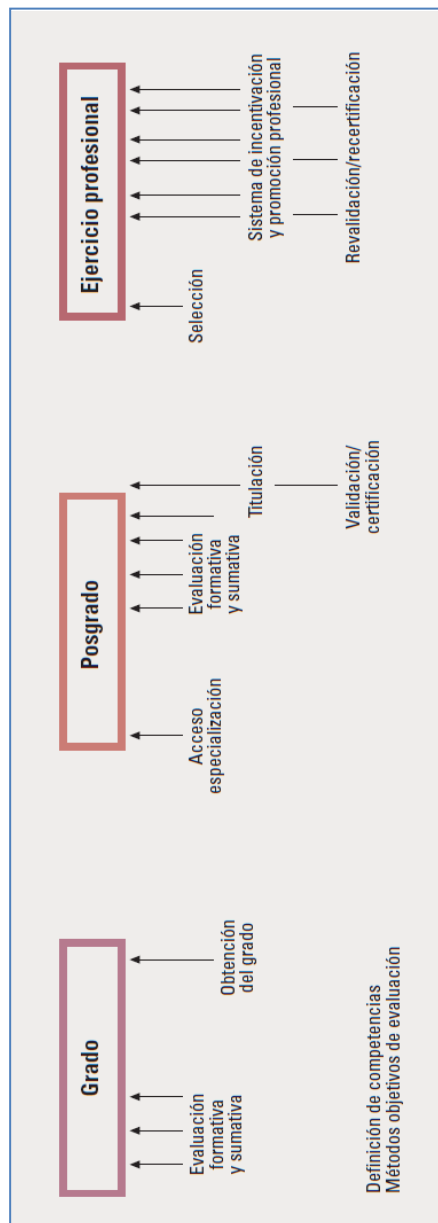 Grado
Evaluación
formativa
y sumativa
Obtención
del grado
Definición de competencias
Métodos objetivos de evaluación
Posgrado
Acceso
especialización
Evaluación
formativa
y sumativa
Titulación
Validación/
certificación
Ejercicio profesional
Selección
Sistema de incentivación
y promoción profesional
Revalidación/recertificación